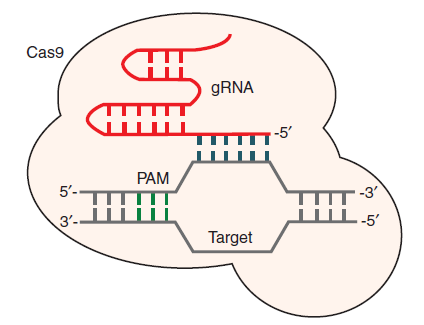 Cas9
gRNA
-5′
PAM
5′-
-3′
3′-
-5′
Target